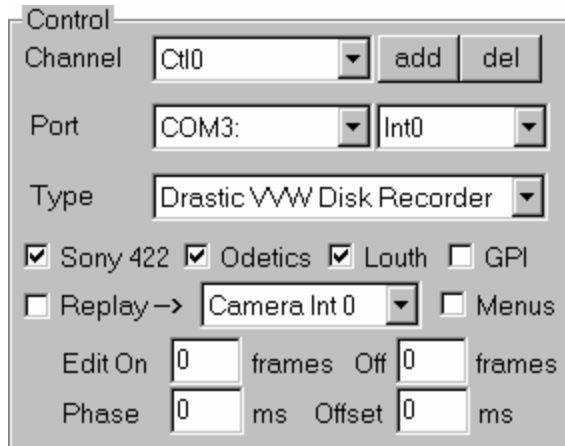 Control
Channel Ctl0 add del
Port COM3: Int0
Type Drastic VVW Disk Recorder
Sony 422 Odetics Louth GPI
Replay –> Camera Int 0 Menus
Edit On 0 frames Off 0 frames
Phase 0 ms Offset 0 ms